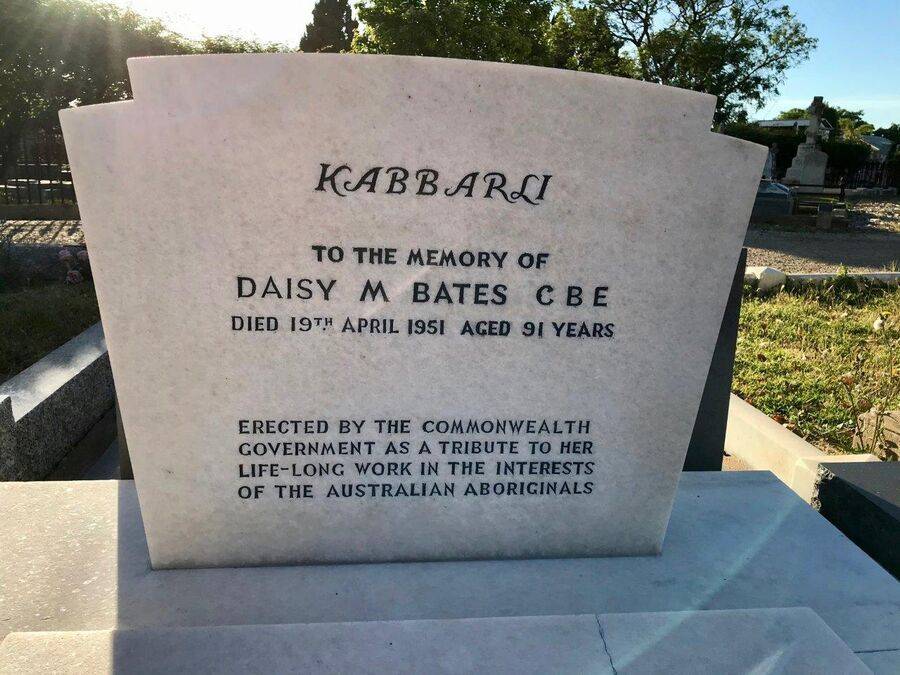 KABBARLI
TO THE MEMORY OF
DAISY M BATES CBE
DIED 19TH APRIL 1951 AGED 91 YEARS
ERECTED BY THE COMMONWEALTH
GOVERNMENT AS A TRIBUTE TO HER
LIFE-LONG WORK IN THE INTERESTS
OF THE AUSTRALIAN ABORIGINALS